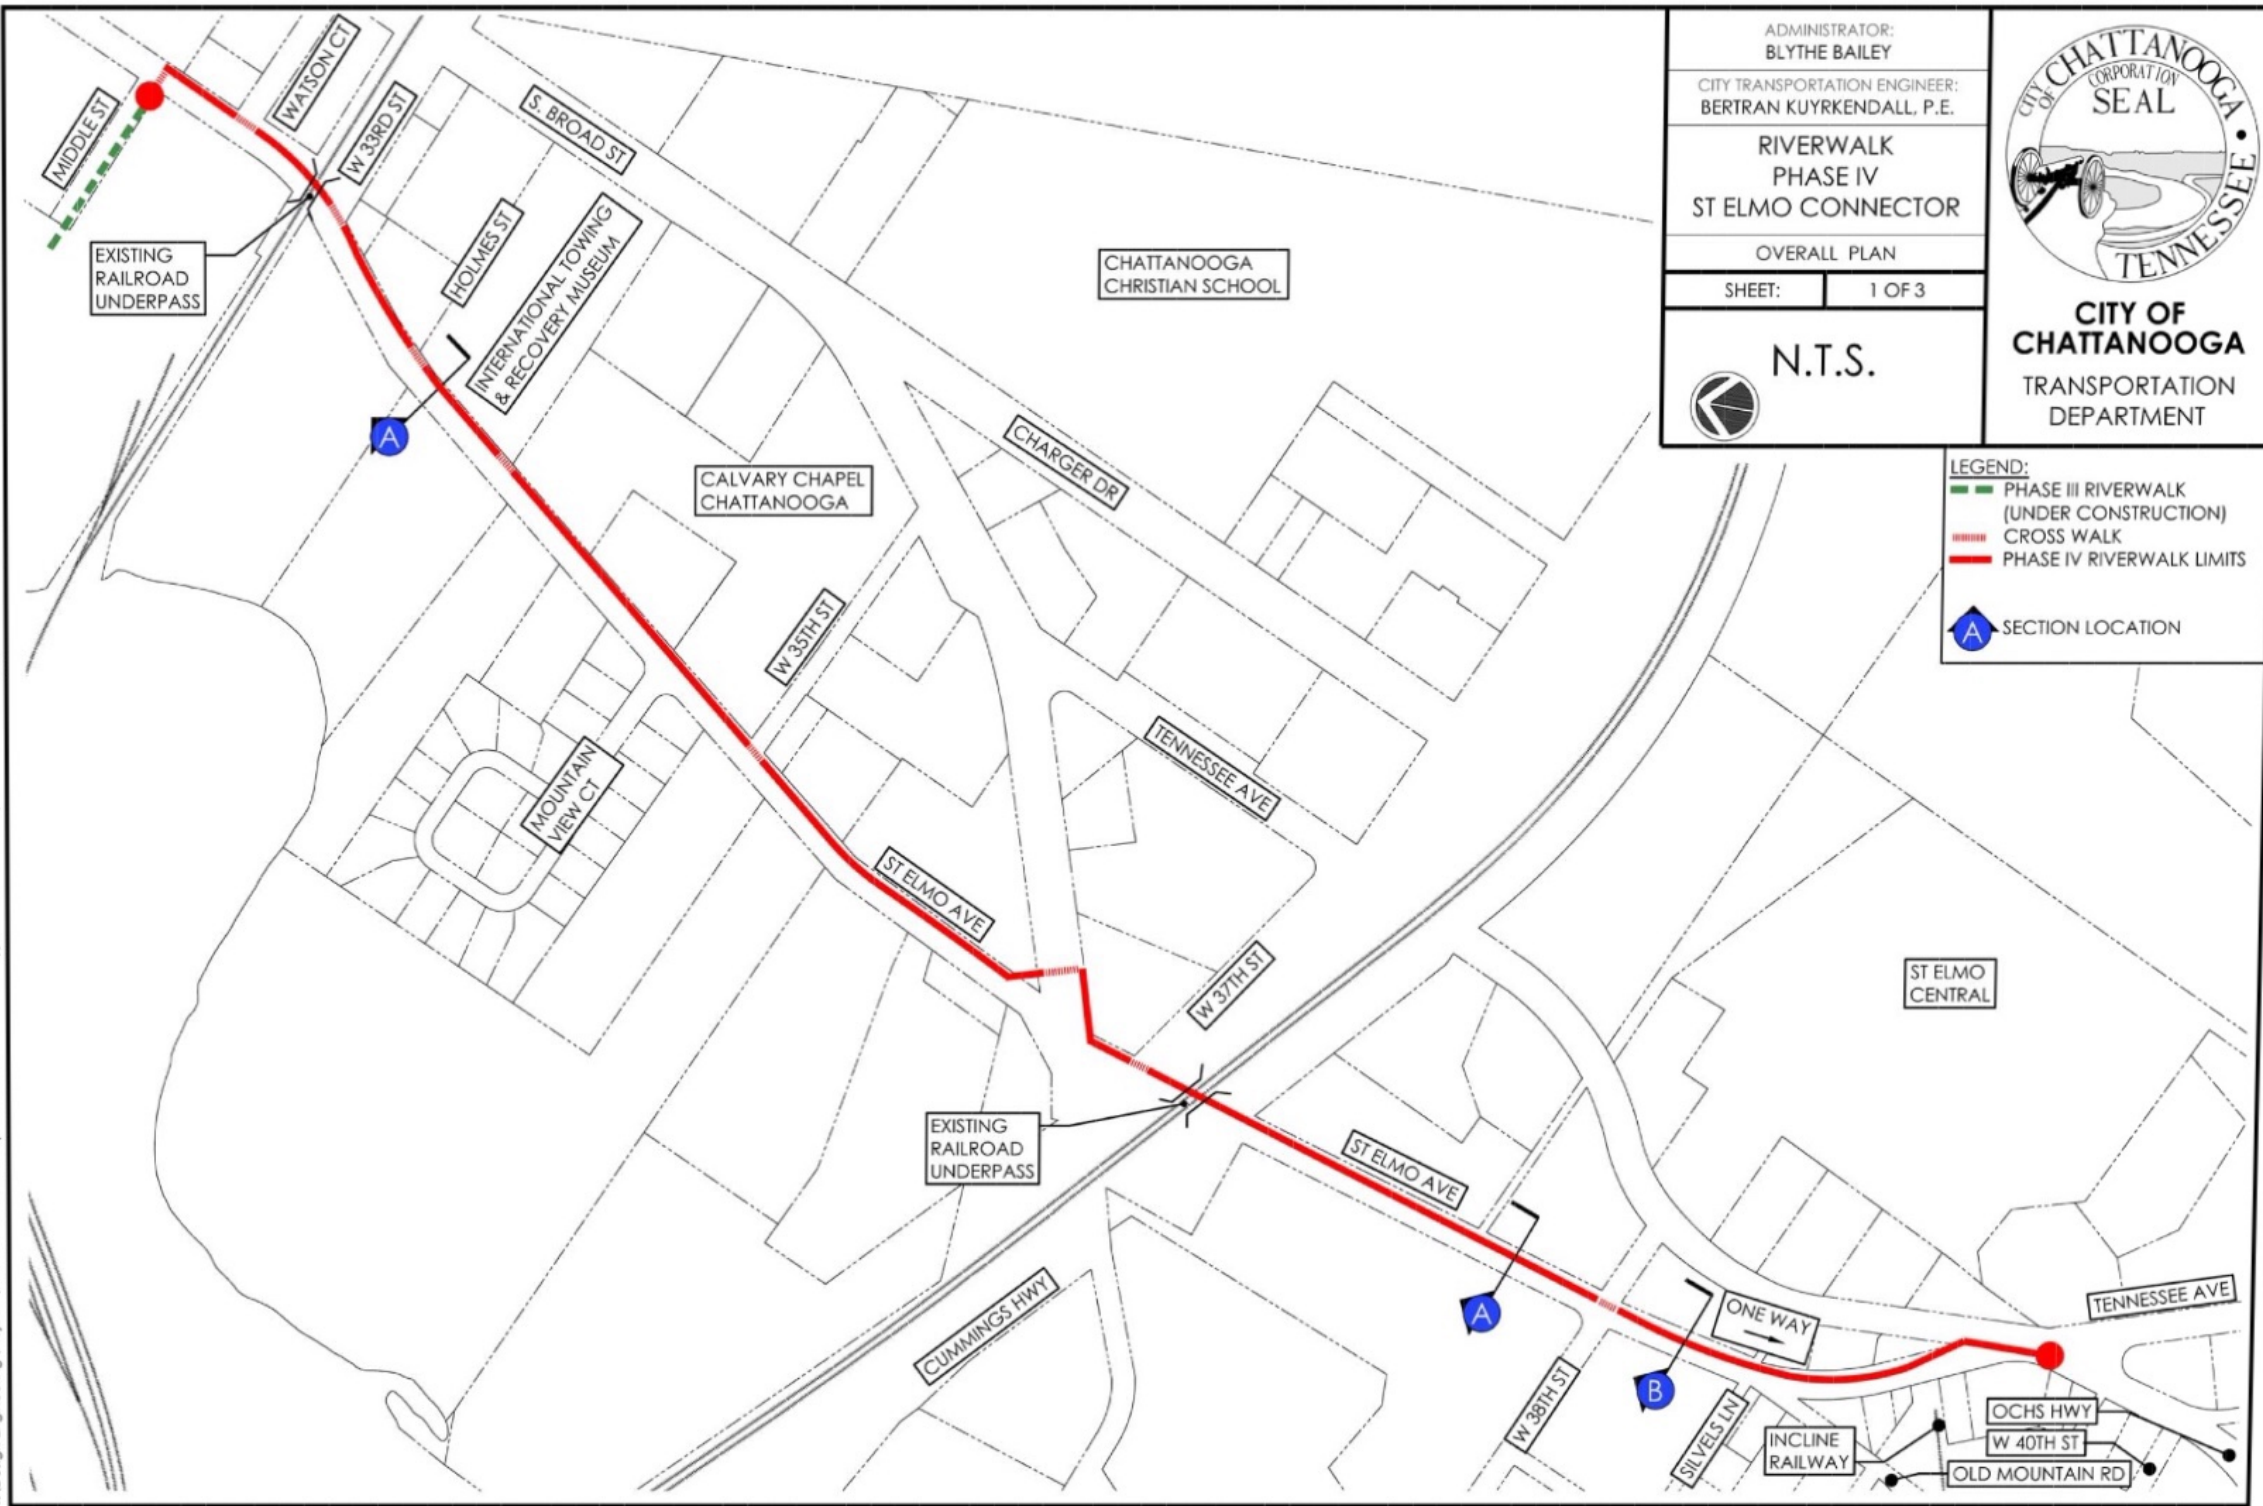 ADMINISTRATOR:
BLYTHE BAILEY
CITY TRANSPORTATION ENGINEER:
BERTRAN KUYRKENDALL, P.E.
RIVERWALK
PHASE IV
ST ELMO CONNECTOR
OVERALL PLAN
SHEET:
1 OF 3
N.T.S.
CITY OF CHATTANOOGA • TENNESSEE
CORPORATION
SEAL
CITY OF
CHATTANOOGA
TRANSPORTATION
DEPARTMENT
LEGEND:
PHASE III RIVERWALK
(UNDER CONSTRUCTION)
CROSS WALK
PHASE IV RIVERWALK LIMITS
A
SECTION LOCATION
MIDDLE ST
WATSON CT
W 33RD ST
EXISTING
RAILROAD
UNDERPASS
HOLMES ST
S. BROAD ST
INTERNATIONAL TOWING
& RECOVERY MUSEUM
CHATTANOOGA
CHRISTIAN SCHOOL
A
CALVARY CHAPEL
CHATTANOOGA
CHARGER DR
W 35TH ST
MOUNTAIN
VIEW CT
TENNESSEE AVE
ST ELMO AVE
W 37TH ST
ST ELMO
CENTRAL
EXISTING
RAILROAD
UNDERPASS
ST ELMO AVE
CUMMINGS HWY
A
B
ONE WAY
TENNESSEE AVE
W 38TH ST
SILVELS LN
INCLINE
RAILWAY
OCHS HWY
W 40TH ST
OLD MOUNTAIN RD